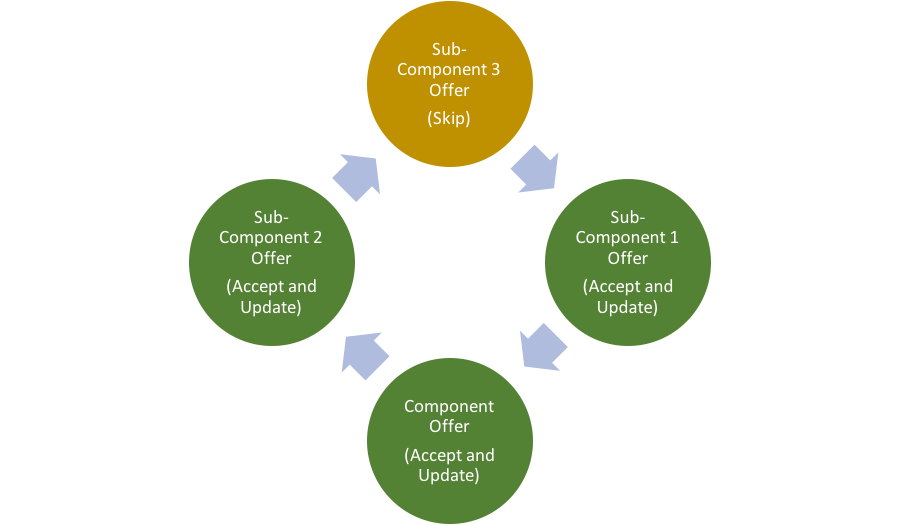 Sub-
Component 3
Offer
(Skip)
Sub-
Component 2
Offer
(Accept and
Update)
Sub-
Component 1
Offer
(Accept and
Update)
Component
Offer
(Accept and
Update)